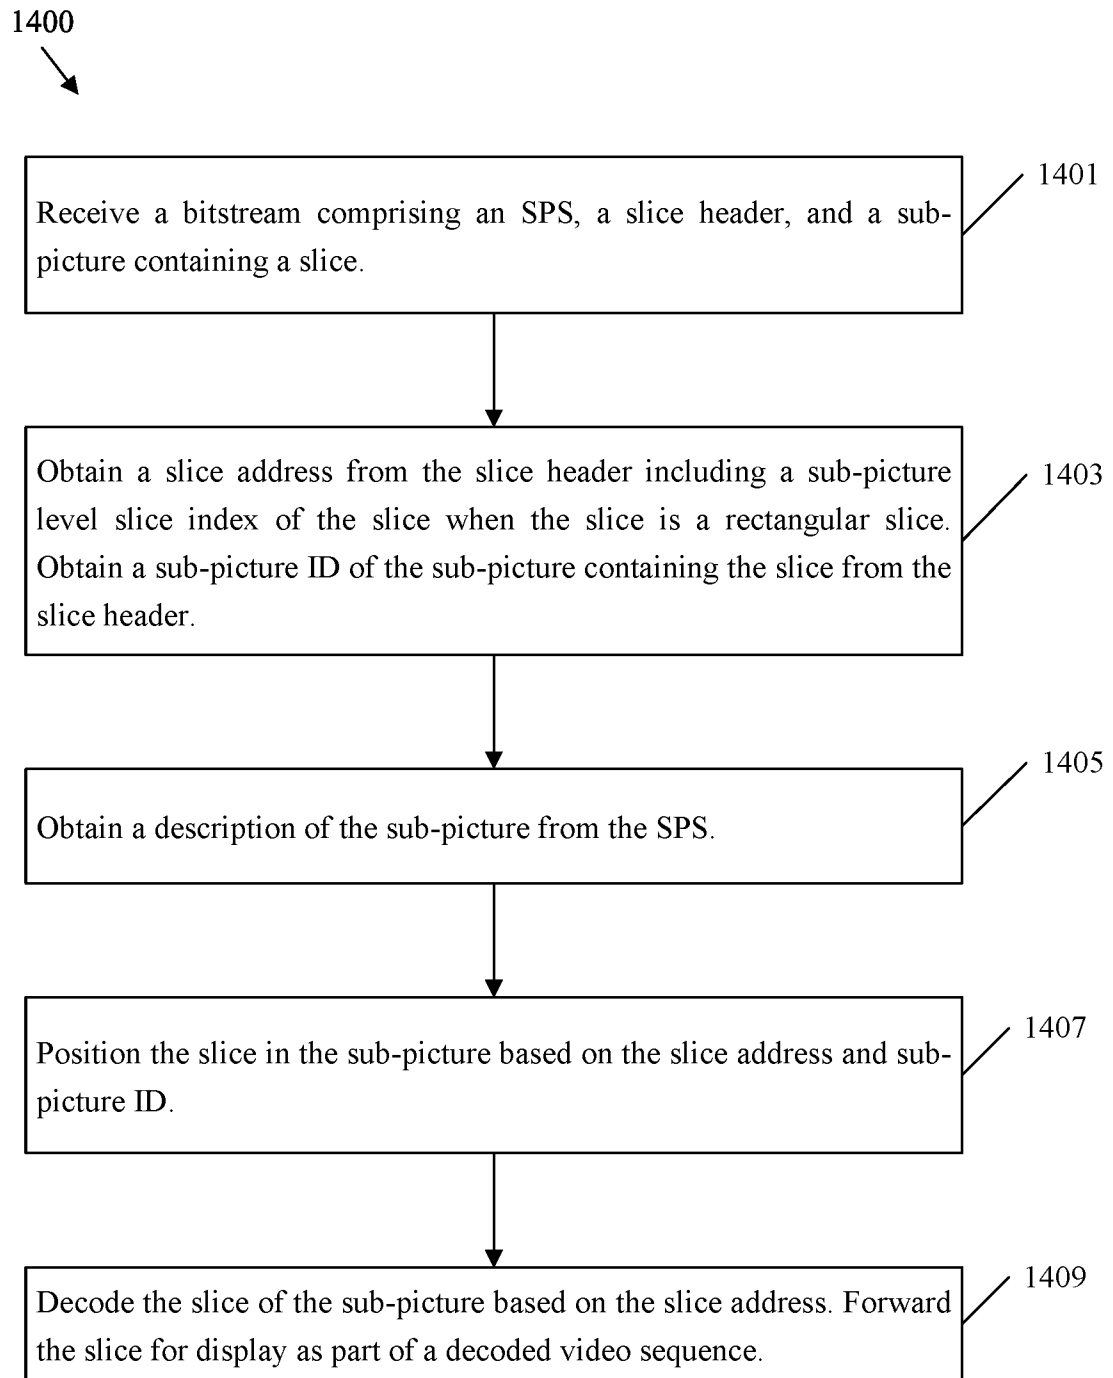 1400
1401
Receive a bitstream comprising an SPS, a slice header, and a sub-
picture containing a slice.
1403
Obtain a slice address from the slice header including a sub-picture
level slice index of the slice when the slice is a rectangular slice.
Obtain a sub-picture ID of the sub-picture containing the slice from the
slice header.
1405
Obtain a description of the sub-picture from the SPS.
1407
Position the slice in the sub-picture based on the slice address and sub-
picture ID.
1409
Decode the slice of the sub-picture based on the slice address. Forward
the slice for display as part of a decoded video sequence.